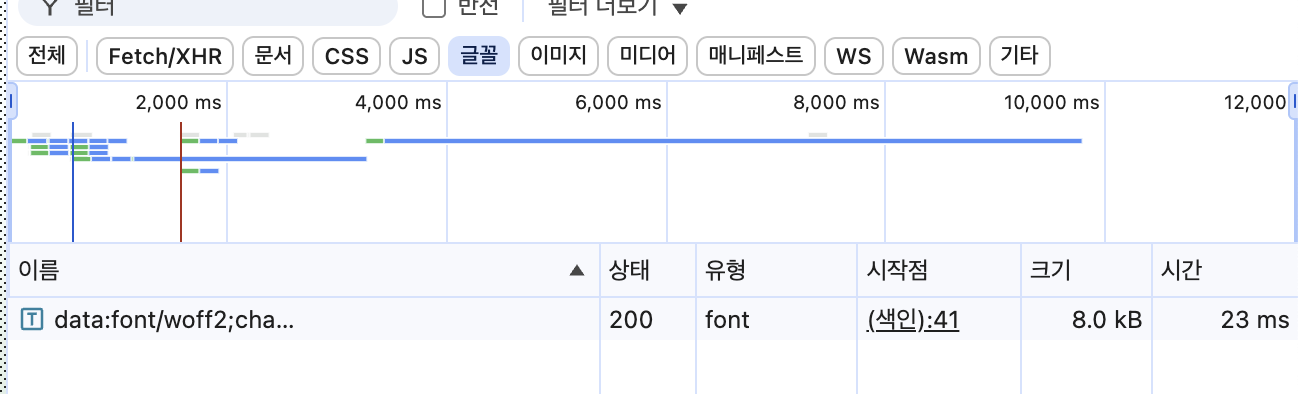 필터 반전 필터 더보기 ▼
전체 Fetch/XHR 문서 CSS JS 글꼴 이미지 미디어 매니페스트 WS Wasm 기타
2,000 ms 4,000 ms 6,000 ms 8,000 ms 10,000 ms 12,000
이름 ▲ 상태 유형 시작점 크기 시간
data:font/woff2;cha... 200 font (색인):41 8.0 kB 23 ms